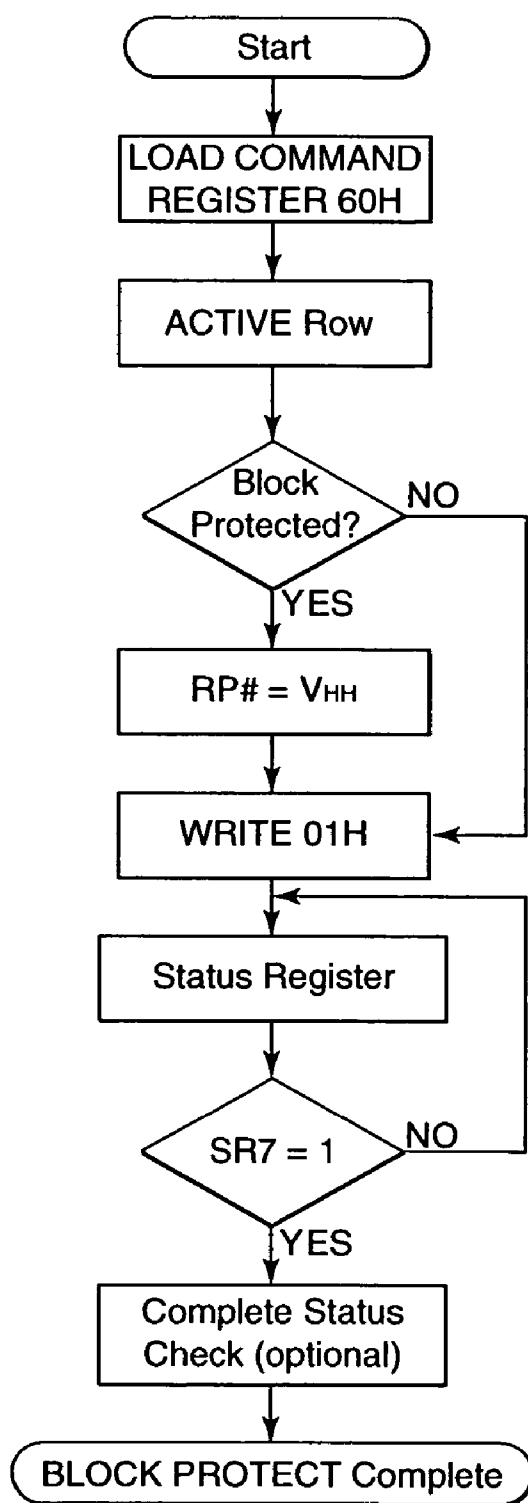 Start
LOAD COMMAND
REGISTER 60H
ACTIVE Row
Block
Protected?
NO
YES
RP# = VHH
WRITE 01H
Status Register
SR7 = 1
NO
YES
Complete Status
Check (optional)
BLOCK PROTECT Complete